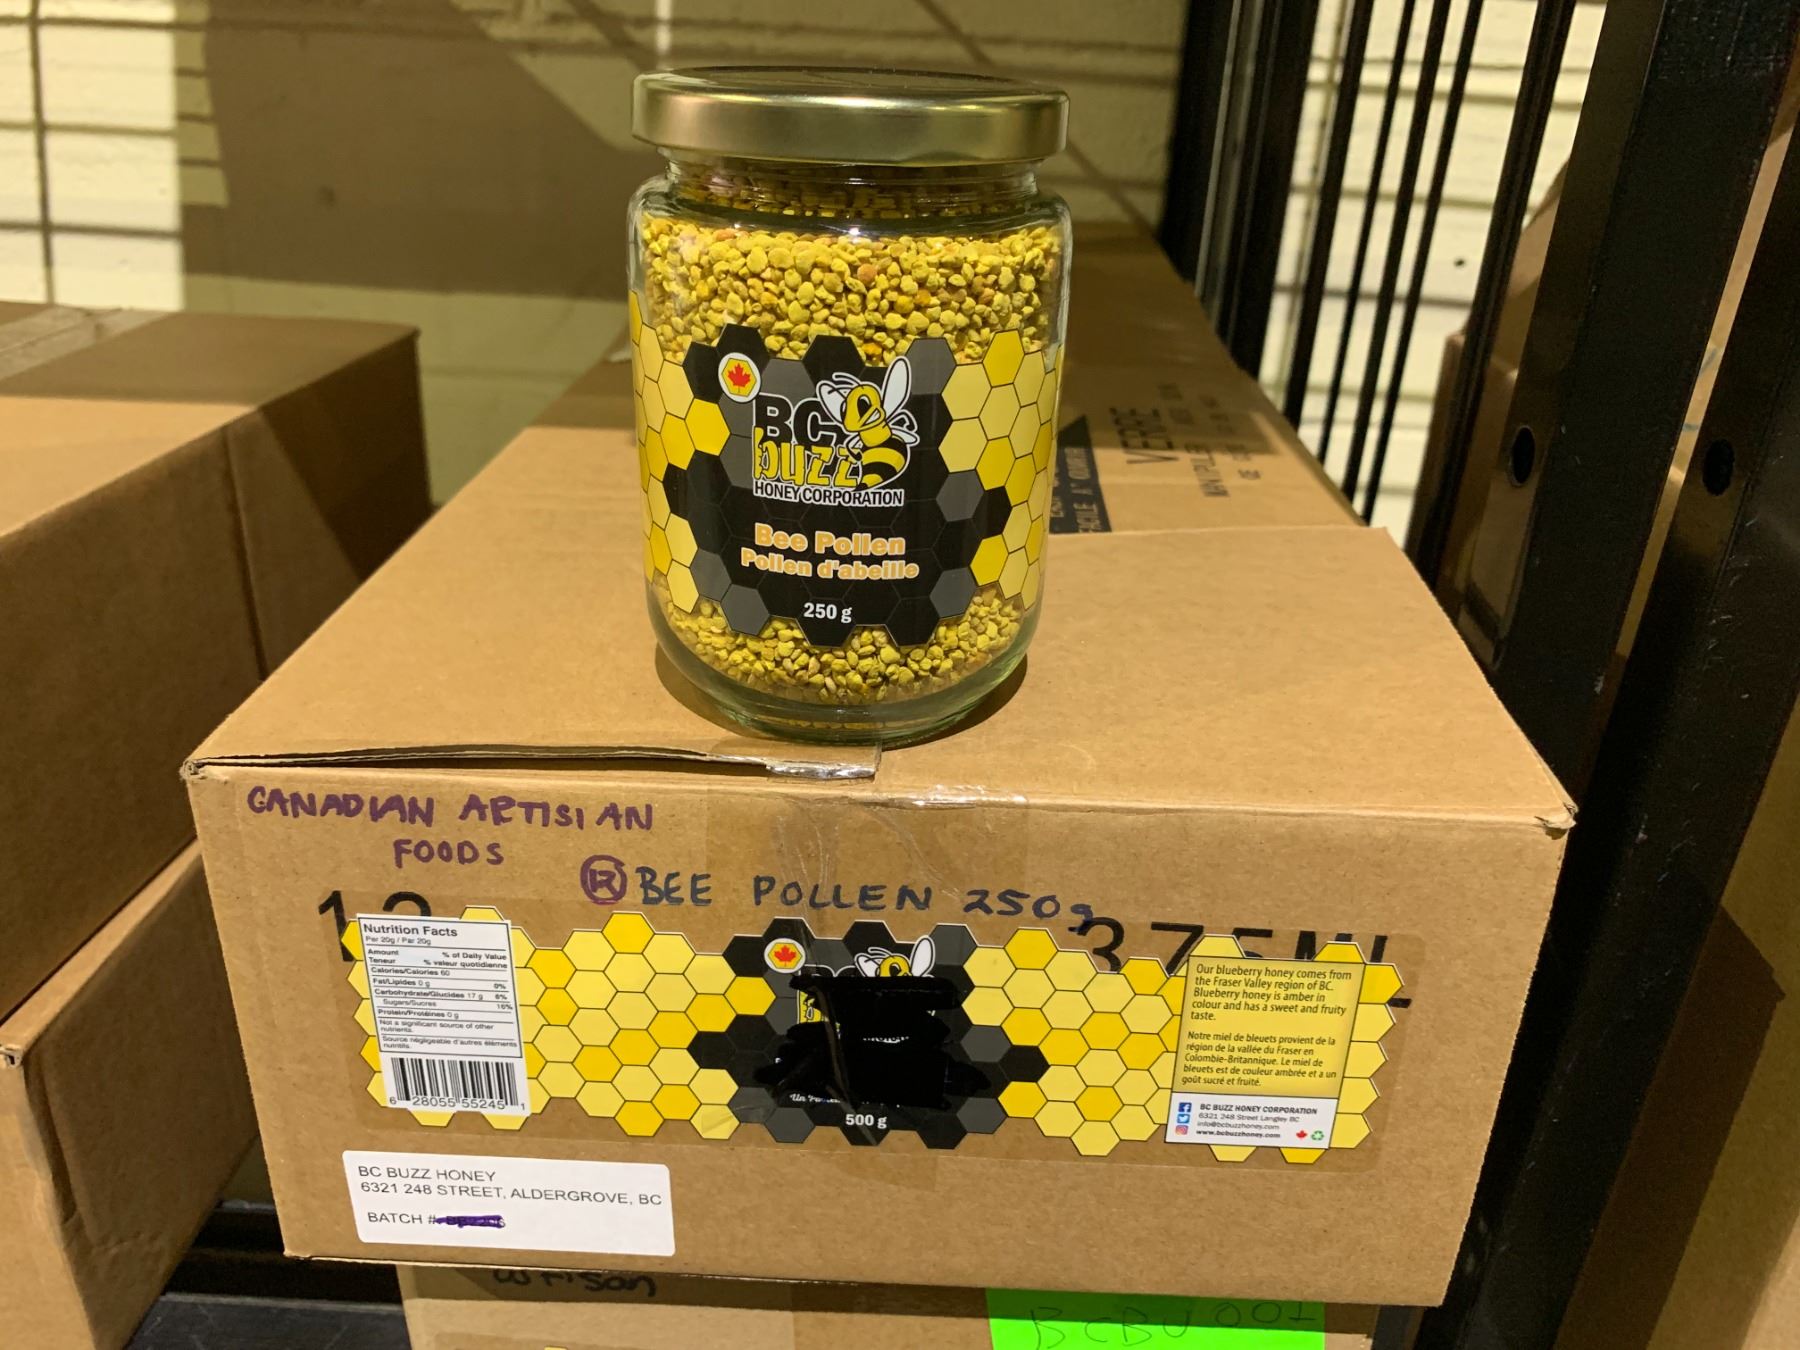 BC
buzz
HONEY CORPORATION
Bee Pollen
Pollen d'abeille
250 g
VERRE
CANADIAN ARTISIAN
FOODS
R BEE POLLEN 250g
Nutrition Facts
Per 20g / Par 20g
Amount % of Daily Value
Teneur % valeur quotidienne
Calories/Calories 60
Fat/Lipides 0 g 0%
Carbohydrate/Glucides 17 g 6%
Sugars/Sucres 16%
Protein/Protéines 0 g
Not a significant source of other
nutrients.
Source négligeable d'autres éléments
nutritifs.
6 28055 55245 1
Un
500 g
Our blueberry honey comes from
the Fraser Valley region of BC.
Blueberry honey is amber in
colour and has a sweet and fruity
taste.
Notre miel de bleuets provient de la
région de la vallée du Fraser en
Colombie-Britannique. Le miel de
bleuets est de couleur ambrée et a un
goût sucré et fruité.
BC BUZZ HONEY CORPORATION
6321 248 Street Langley BC
info@bcbuzzhoney.com
www.bcbuzzhoney.com
375ML
BC BUZZ HONEY
6321 248 STREET, ALDERGROVE, BC
BATCH #
BCBU 001